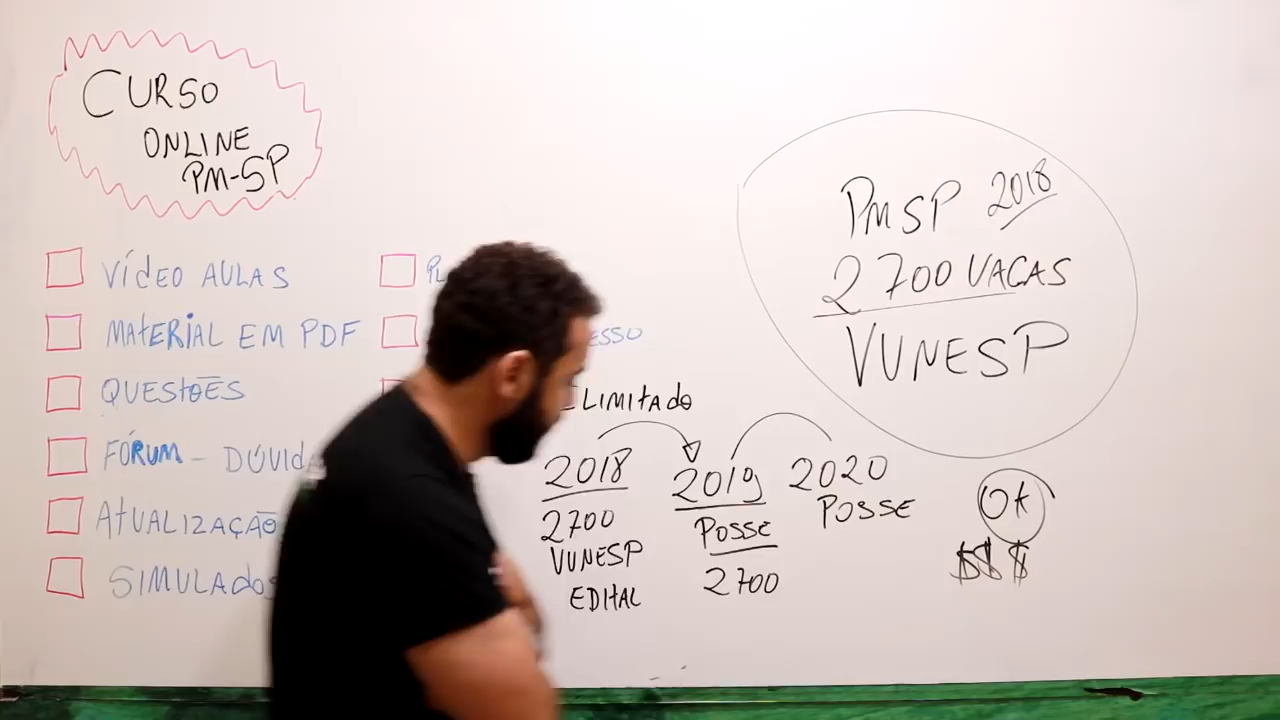 CURSO
ONLINE
PM-SP
VÍdEO AULAS
MAtERIAL EM PDF
QUEStÕES
FÓRUM - DÚVID
AtUALIZAÇÃO
SIMULAdOS
LIMItAdO
2018
2700
VUNESP
EDItAL
2019
POSSE
2700
2020
POSSE
PMSP 2018
2700 VAGAS
VUNESP
OK
$$$